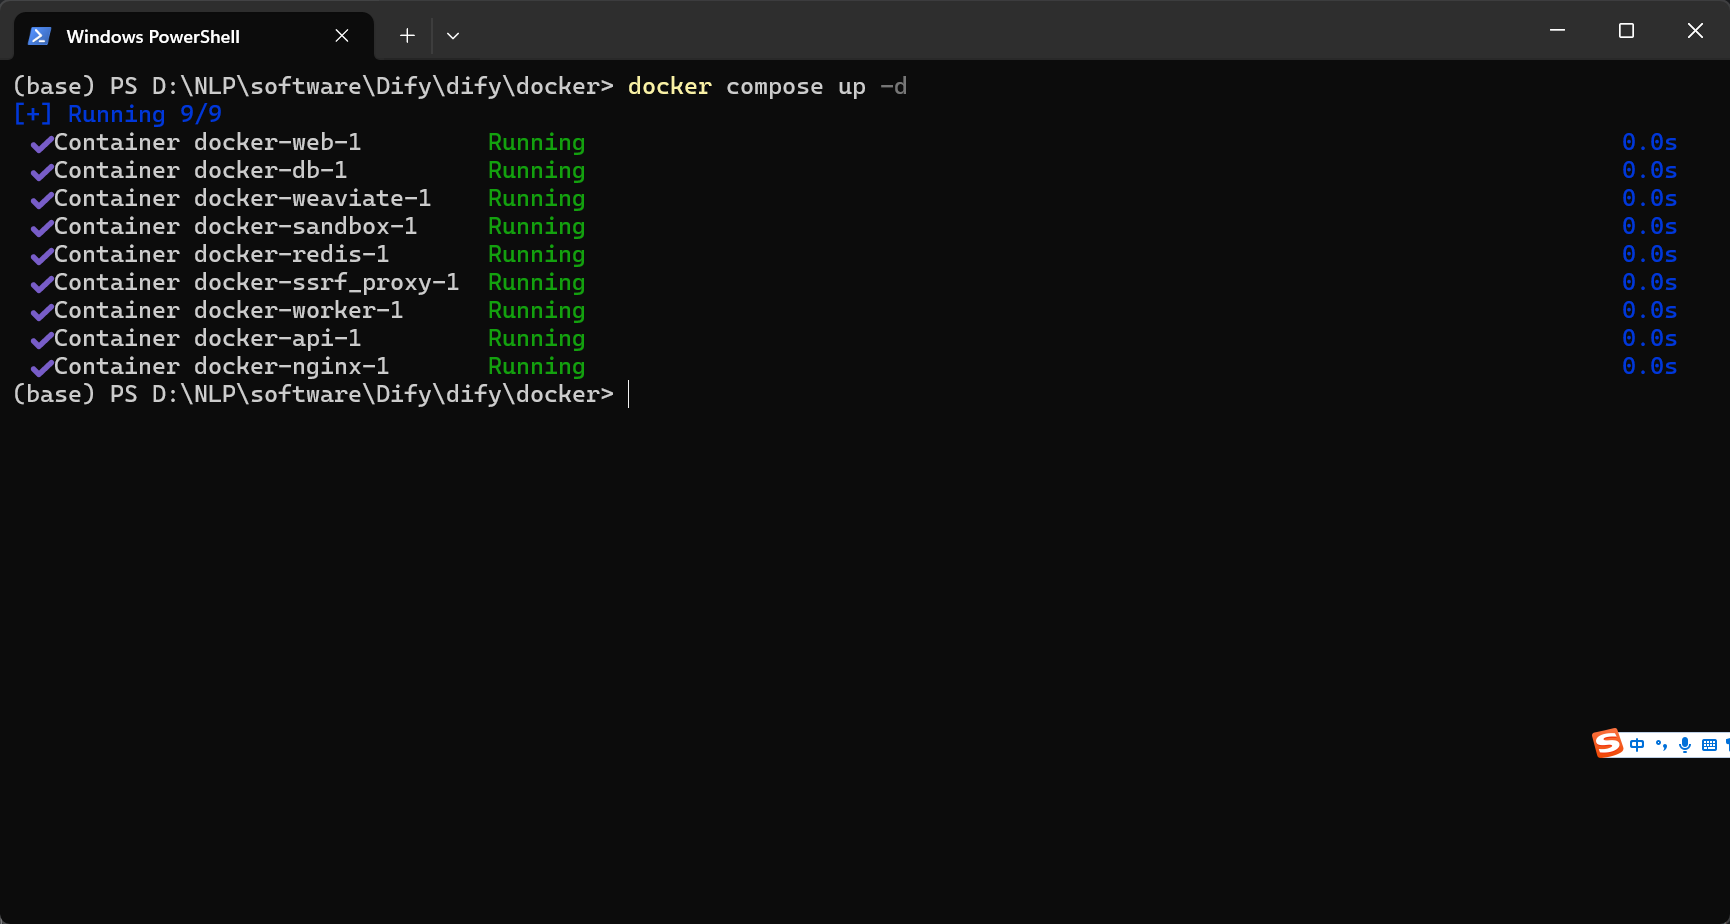 Windows PowerShell
(base) PS D:\NLP\software\Dify\dify\docker> docker compose up -d
[+] Running 9/9
✔Container docker-web-1 Running 0.0s
✔Container docker-db-1 Running 0.0s
✔Container docker-weaviate-1 Running 0.0s
✔Container docker-sandbox-1 Running 0.0s
✔Container docker-redis-1 Running 0.0s
✔Container docker-ssrf_proxy-1 Running 0.0s
✔Container docker-worker-1 Running 0.0s
✔Container docker-api-1 Running 0.0s
✔Container docker-nginx-1 Running 0.0s
(base) PS D:\NLP\software\Dify\dify\docker>
S 中